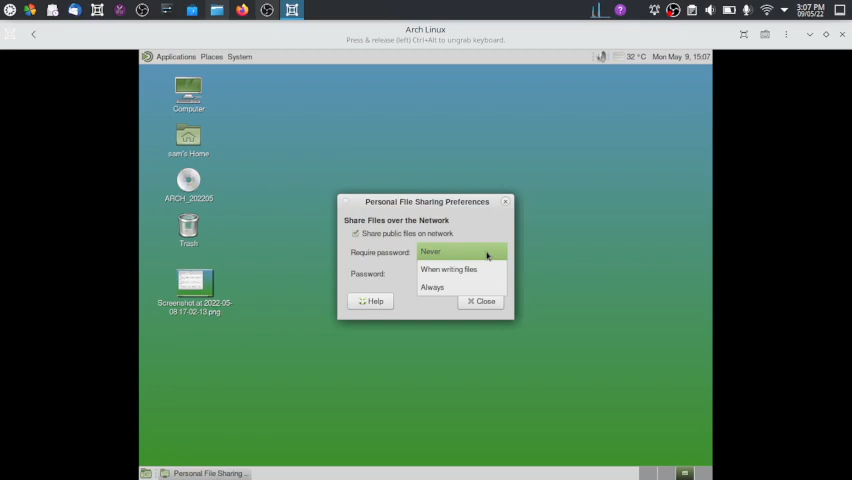 3:07 PM
09/05/22
Arch Linux
Press & release (left) Ctrl+Alt to ungrab keyboard.
Applications Places System
32 °C Mon May 9, 15:07
Computer
sam's Home
ARCH_202205
Trash
Screenshot at 2022-05-
08 17-02-13.png
Personal File Sharing Preferences
Share Files over the Network
Share public files on network
Require password: Never
When writing files
Password:
Always
Help Close
Personal File Sharing ...